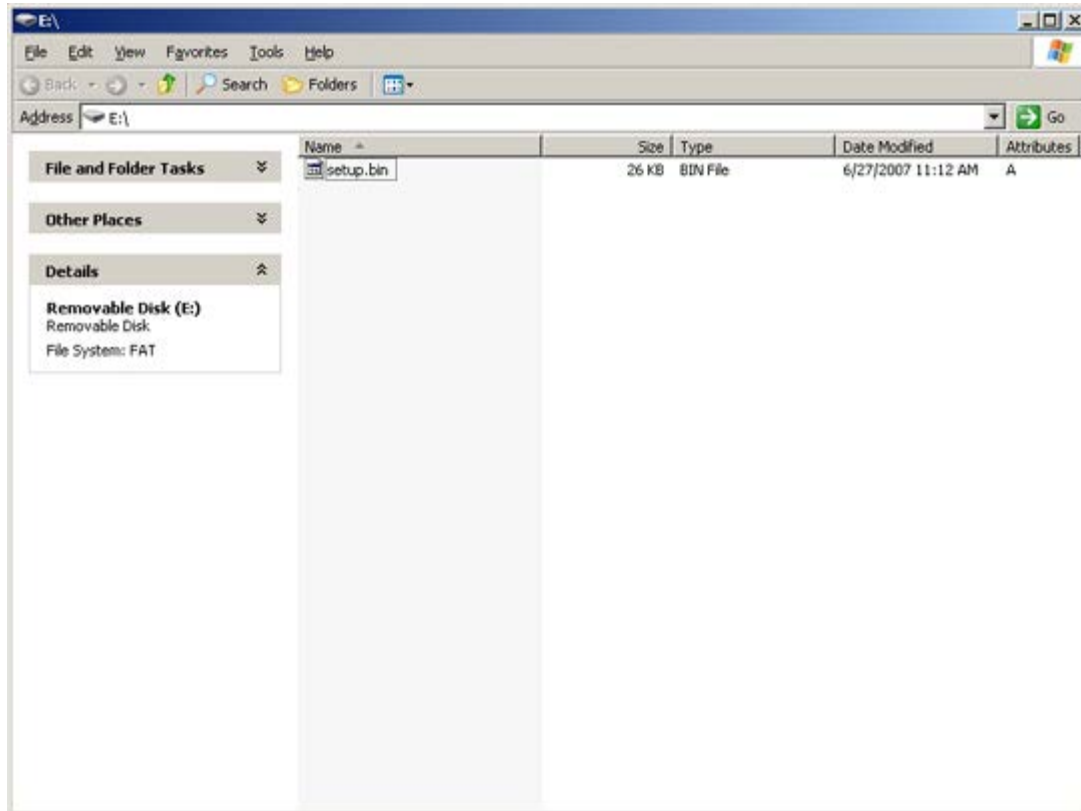 E:\
File Edit View Favorites Tools Help
Back Search Folders
Address E:\ Go
Name Size Type Date Modified Attributes
setup.bin 26 KB BIN File 6/27/2007 11:12 AM A
File and Folder Tasks
Other Places
Details
Removable Disk (E:)
Removable Disk
File System: FAT